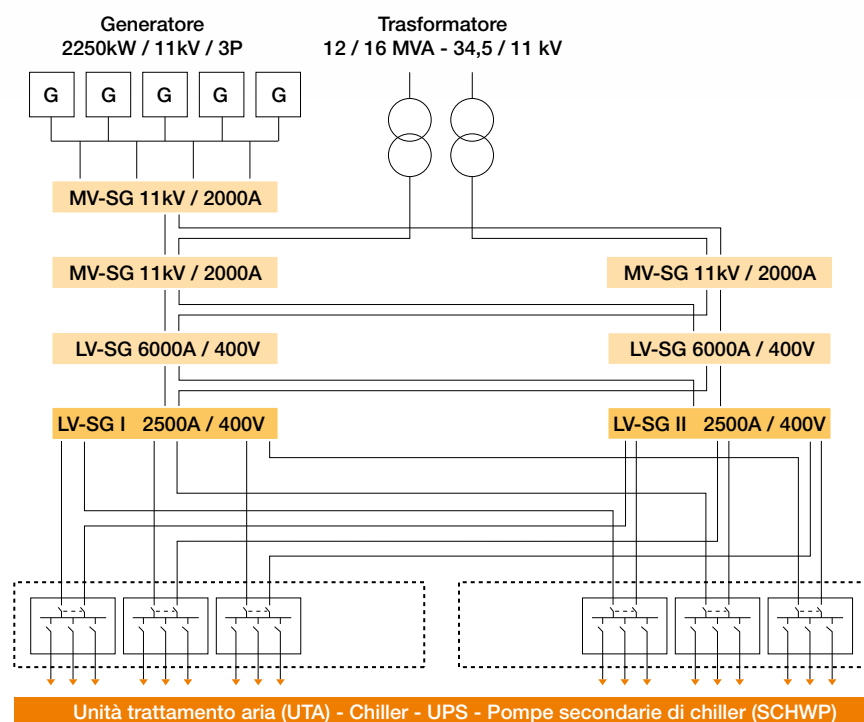 Generatore
2250kW / 11kV / 3P
Trasformatore
12 / 16 MVA - 34,5 / 11 kV
G G G G G
MV-SG 11kV / 2000A
MV-SG 11kV / 2000A
MV-SG 11kV / 2000A
LV-SG 6000A / 400V
LV-SG 6000A / 400V
LV-SG I 2500A / 400V
LV-SG II 2500A / 400V
Unità trattamento aria (UTA) - Chiller - UPS - Pompe secondarie di chiller (SCHWP)